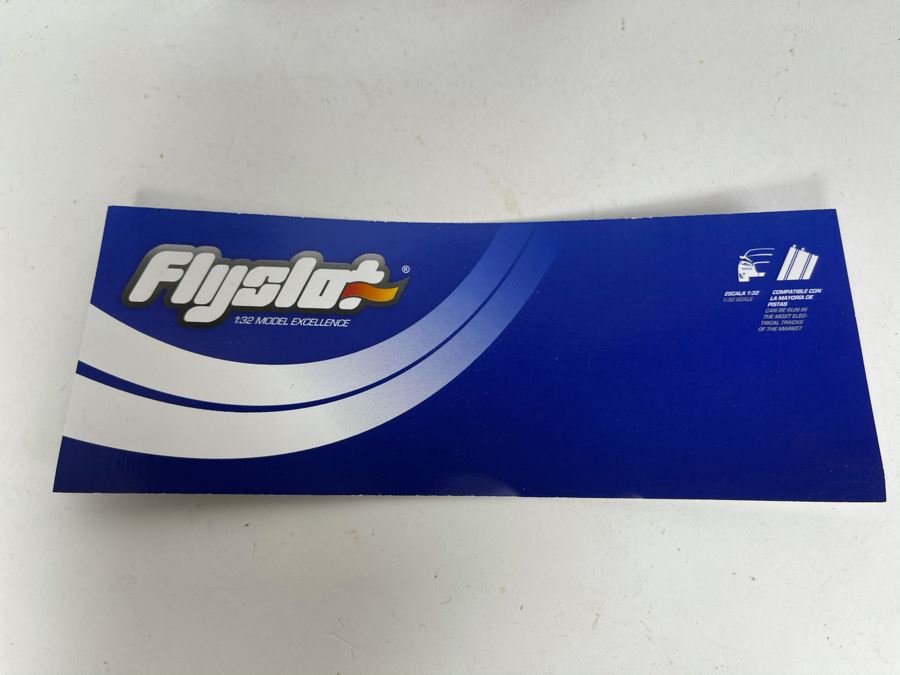 Flyslot®
1:32 MODEL EXCELLENCE
ESCALA 1:32
1:32 SCALE
COMPATIBLE CON
LA MAYORÍA DE
PISTAS
CAN BE RUN IN
THE MOST ELEC-
TRICAL TRACKS
OF THE MARKET